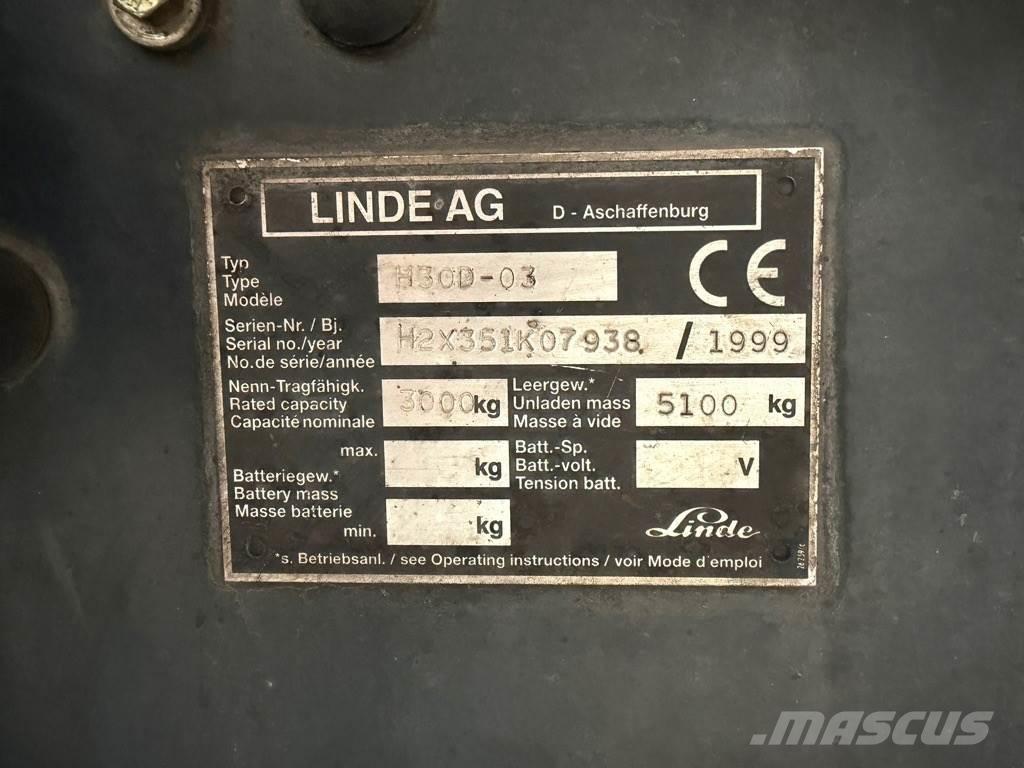 LINDE AG D - Aschaffenburg
CE
Typ
Type
Modèle
H30D-03
Serien-Nr. / Bj.
Serial no./year
No.de série/année
H2X351K07938 / 1999
Nenn-Tragfähigk.
Rated capacity
Capacité nominale
3000 kg
Leergew.*
Unladen mass
Masse à vide
5100 kg
max.
kg
Batteriegew.*
Battery mass
Masse batterie
min.
kg
Batt.-Sp.
Batt.-volt.
Tension batt.
V
Linde
*s. Betriebsanl. / see Operating instructions / voir Mode d'emploi
MASCUS